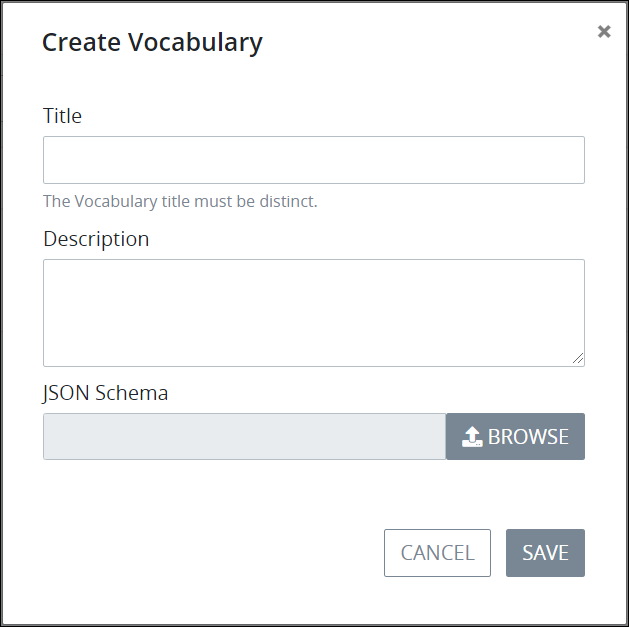 Create Vocabulary
Title
The Vocabulary title must be distinct.
Description
JSON Schema
BROWSE
CANCEL
SAVE